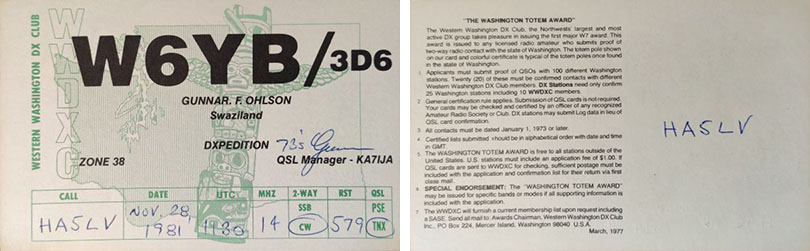 WESTERN WASHINGTON DX CLUB
WWDXC
W6YB/3D6
GUNNAR. F. OHLSON
Swaziland
DXPEDITION 73's Gunnar
ZONE 38
QSL Manager - KA7IJA
CALL DATE UTC MHZ 2-WAY RST QSL
SSB PSE
HA5LV NOV. 28, 1981 1130 14 CW 579 TNX
"THE WASHINGTON TOTEM AWARD"
The Western Washington DX Club, the Northwests' largest and most
active DX group takes pleasure in issuing the first major W7 award. This
award is issued to any licensed radio amateur who submits proof of
two-way radio contact with the state of Washington. The totem pole shown
on our card and colorful certificate is typical of the totem poles once found
in the state of Washington.
1 Applicants must submit proof of QSOs with 100 different Washington
stations. Twenty (20) of these must be confirmed contacts with different
Western Washington DX Club members. DX Stations need only confirm
25 Washington stations including 10 WWDXC members.
2 General certification rule applies. Submission of QSL cards is not required.
Your cards may be checked and certified by an officer of any recognized
Amateur Radio Society or Club. DX stations may submit Log data in lieu of
QSL card confirmation.
3 All contacts must be dated January 1, 1973 or later.
4 Certified lists submitted should be in alphabetical order with date and time
in GMT.
5 The WASHINGTON TOTEM AWARD is free to all stations outside of the
United States. U.S. stations must include an application fee of $1.00. If
QSL cards are sent to WWDXC for checking, sufficient postage must be
included with the application and confirmation list for their return via first
class mail.
6 SPECIAL ENDORSEMENT: The "WASHINGTON TOTEM AWARD"
may be issued for specific bands or modes if all supporting information
is included with the application.
7 The WWDXC will furnish a current membership list upon request including
a SASE. Send all mail to: Awards Chairman, Western Washington DX Club
Inc., PO Box 224, Mercer Island, Washington 98040 U.S.A.
March, 1977
HA5LV